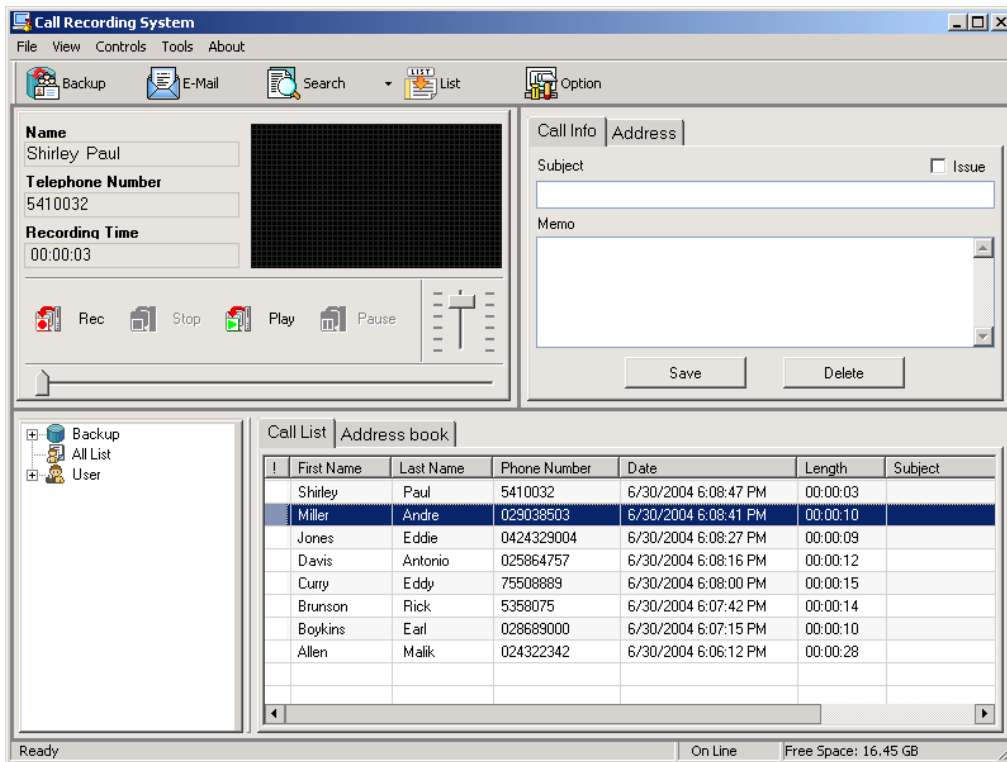 Call Recording System
File View Controls Tools About
Backup E-Mail Search LIST List Option
Name
Shirley Paul
Telephone Number
5410032
Recording Time
00:00:03
Rec Stop Play Pause
Call Info Address
Subject Issue
Memo
Save Delete
Backup
All List
User
Call List Address book
! First Name Last Name Phone Number Date Length Subject
Shirley Paul 5410032 6/30/2004 6:08:47 PM 00:00:03
Miller Andre 029038503 6/30/2004 6:08:41 PM 00:00:10
Jones Eddie 0424329004 6/30/2004 6:08:27 PM 00:00:09
Davis Antonio 025864757 6/30/2004 6:08:16 PM 00:00:12
Curry Eddy 75508889 6/30/2004 6:08:00 PM 00:00:15
Brunson Rick 5358075 6/30/2004 6:07:42 PM 00:00:14
Boykins Earl 028689000 6/30/2004 6:07:15 PM 00:00:10
Allen Malik 024322342 6/30/2004 6:06:12 PM 00:00:28
Ready On Line Free Space: 16.45 GB